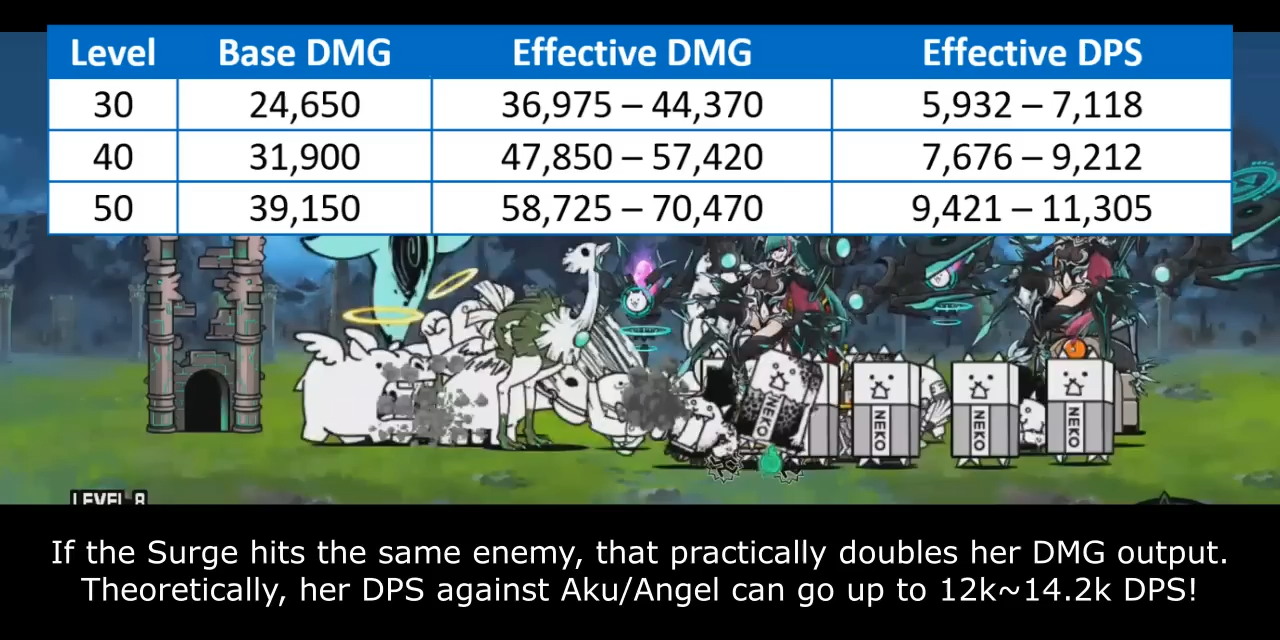 Level Base DMG Effective DMG Effective DPS
30 24,650 36,975 – 44,370 5,932 – 7,118
40 31,900 47,850 – 57,420 7,676 – 9,212
50 39,150 58,725 – 70,470 9,421 – 11,305
NEKO NEKO NEKO NEKO
LEVEL 8
If the Surge hits the same enemy, that practically doubles her DMG output.
Theoretically, her DPS against Aku/Angel can go up to 12k~14.2k DPS!